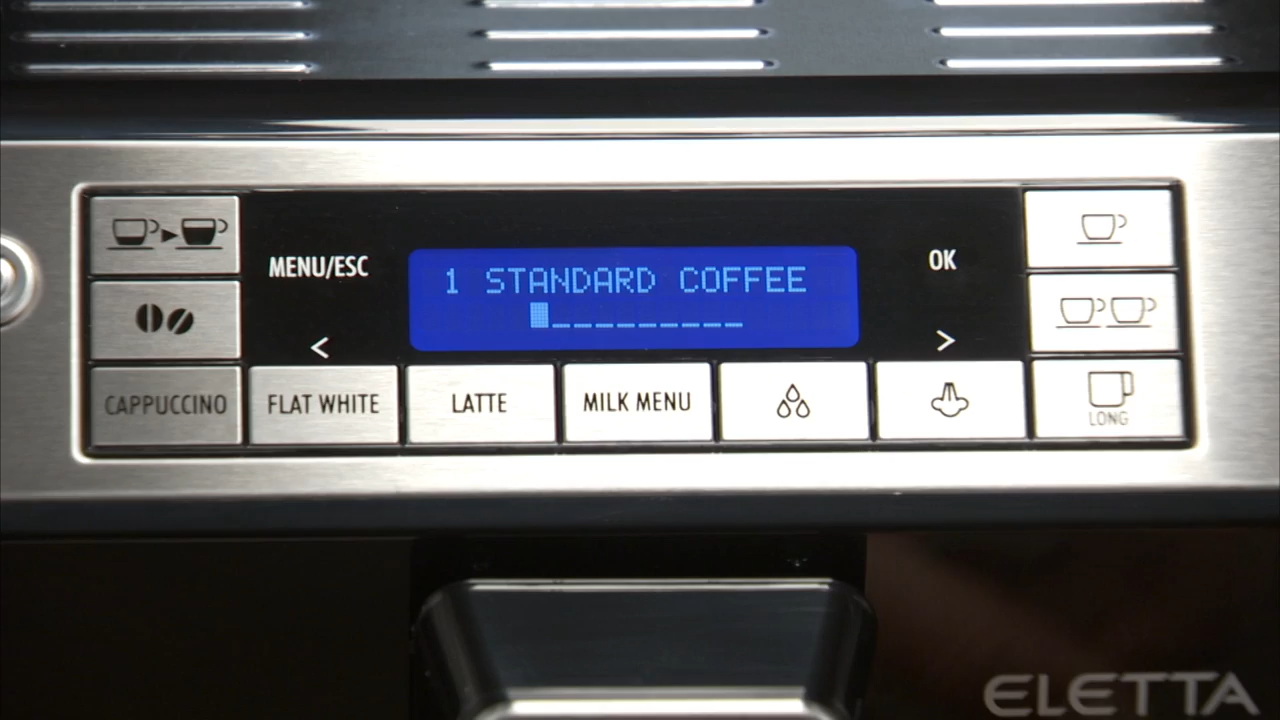 MENU/ESC
1 STANDARD COFFEE
OK
<
>
CAPPUCCINO
FLAT WHITE
LATTE
MILK MENU
LONG
ELETTA